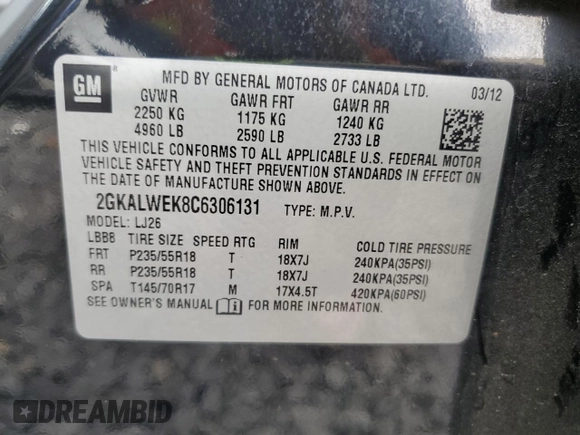 GM
MFD BY GENERAL MOTORS OF CANADA LTD. 03/12
GVWR GAWR FRT GAWR RR
2250 KG 1175 KG 1240 KG
4960 LB 2590 LB 2733 LB
THIS VEHICLE CONFORMS TO ALL APPLICABLE U.S. FEDERAL MOTOR
VEHICLE SAFETY AND THEFT PREVENTION STANDARDS IN EFFECT ON
THE DATE OF MANUFACTURE SHOWN ABOVE.
2GKALWEK8C6306131 TYPE: M.P.V.
MODEL: LJ26
LBBB TIRE SIZE SPEED RTG RIM COLD TIRE PRESSURE
FRT P235/55R18 T 18X7J 240KPA(35PSI)
RR P235/55R18 T 18X7J 240KPA(35PSI)
SPA T145/70R17 M 17X4.5T 420KPA(60PSI)
SEE OWNER'S MANUAL FOR MORE INFORMATION.
DREAMBID